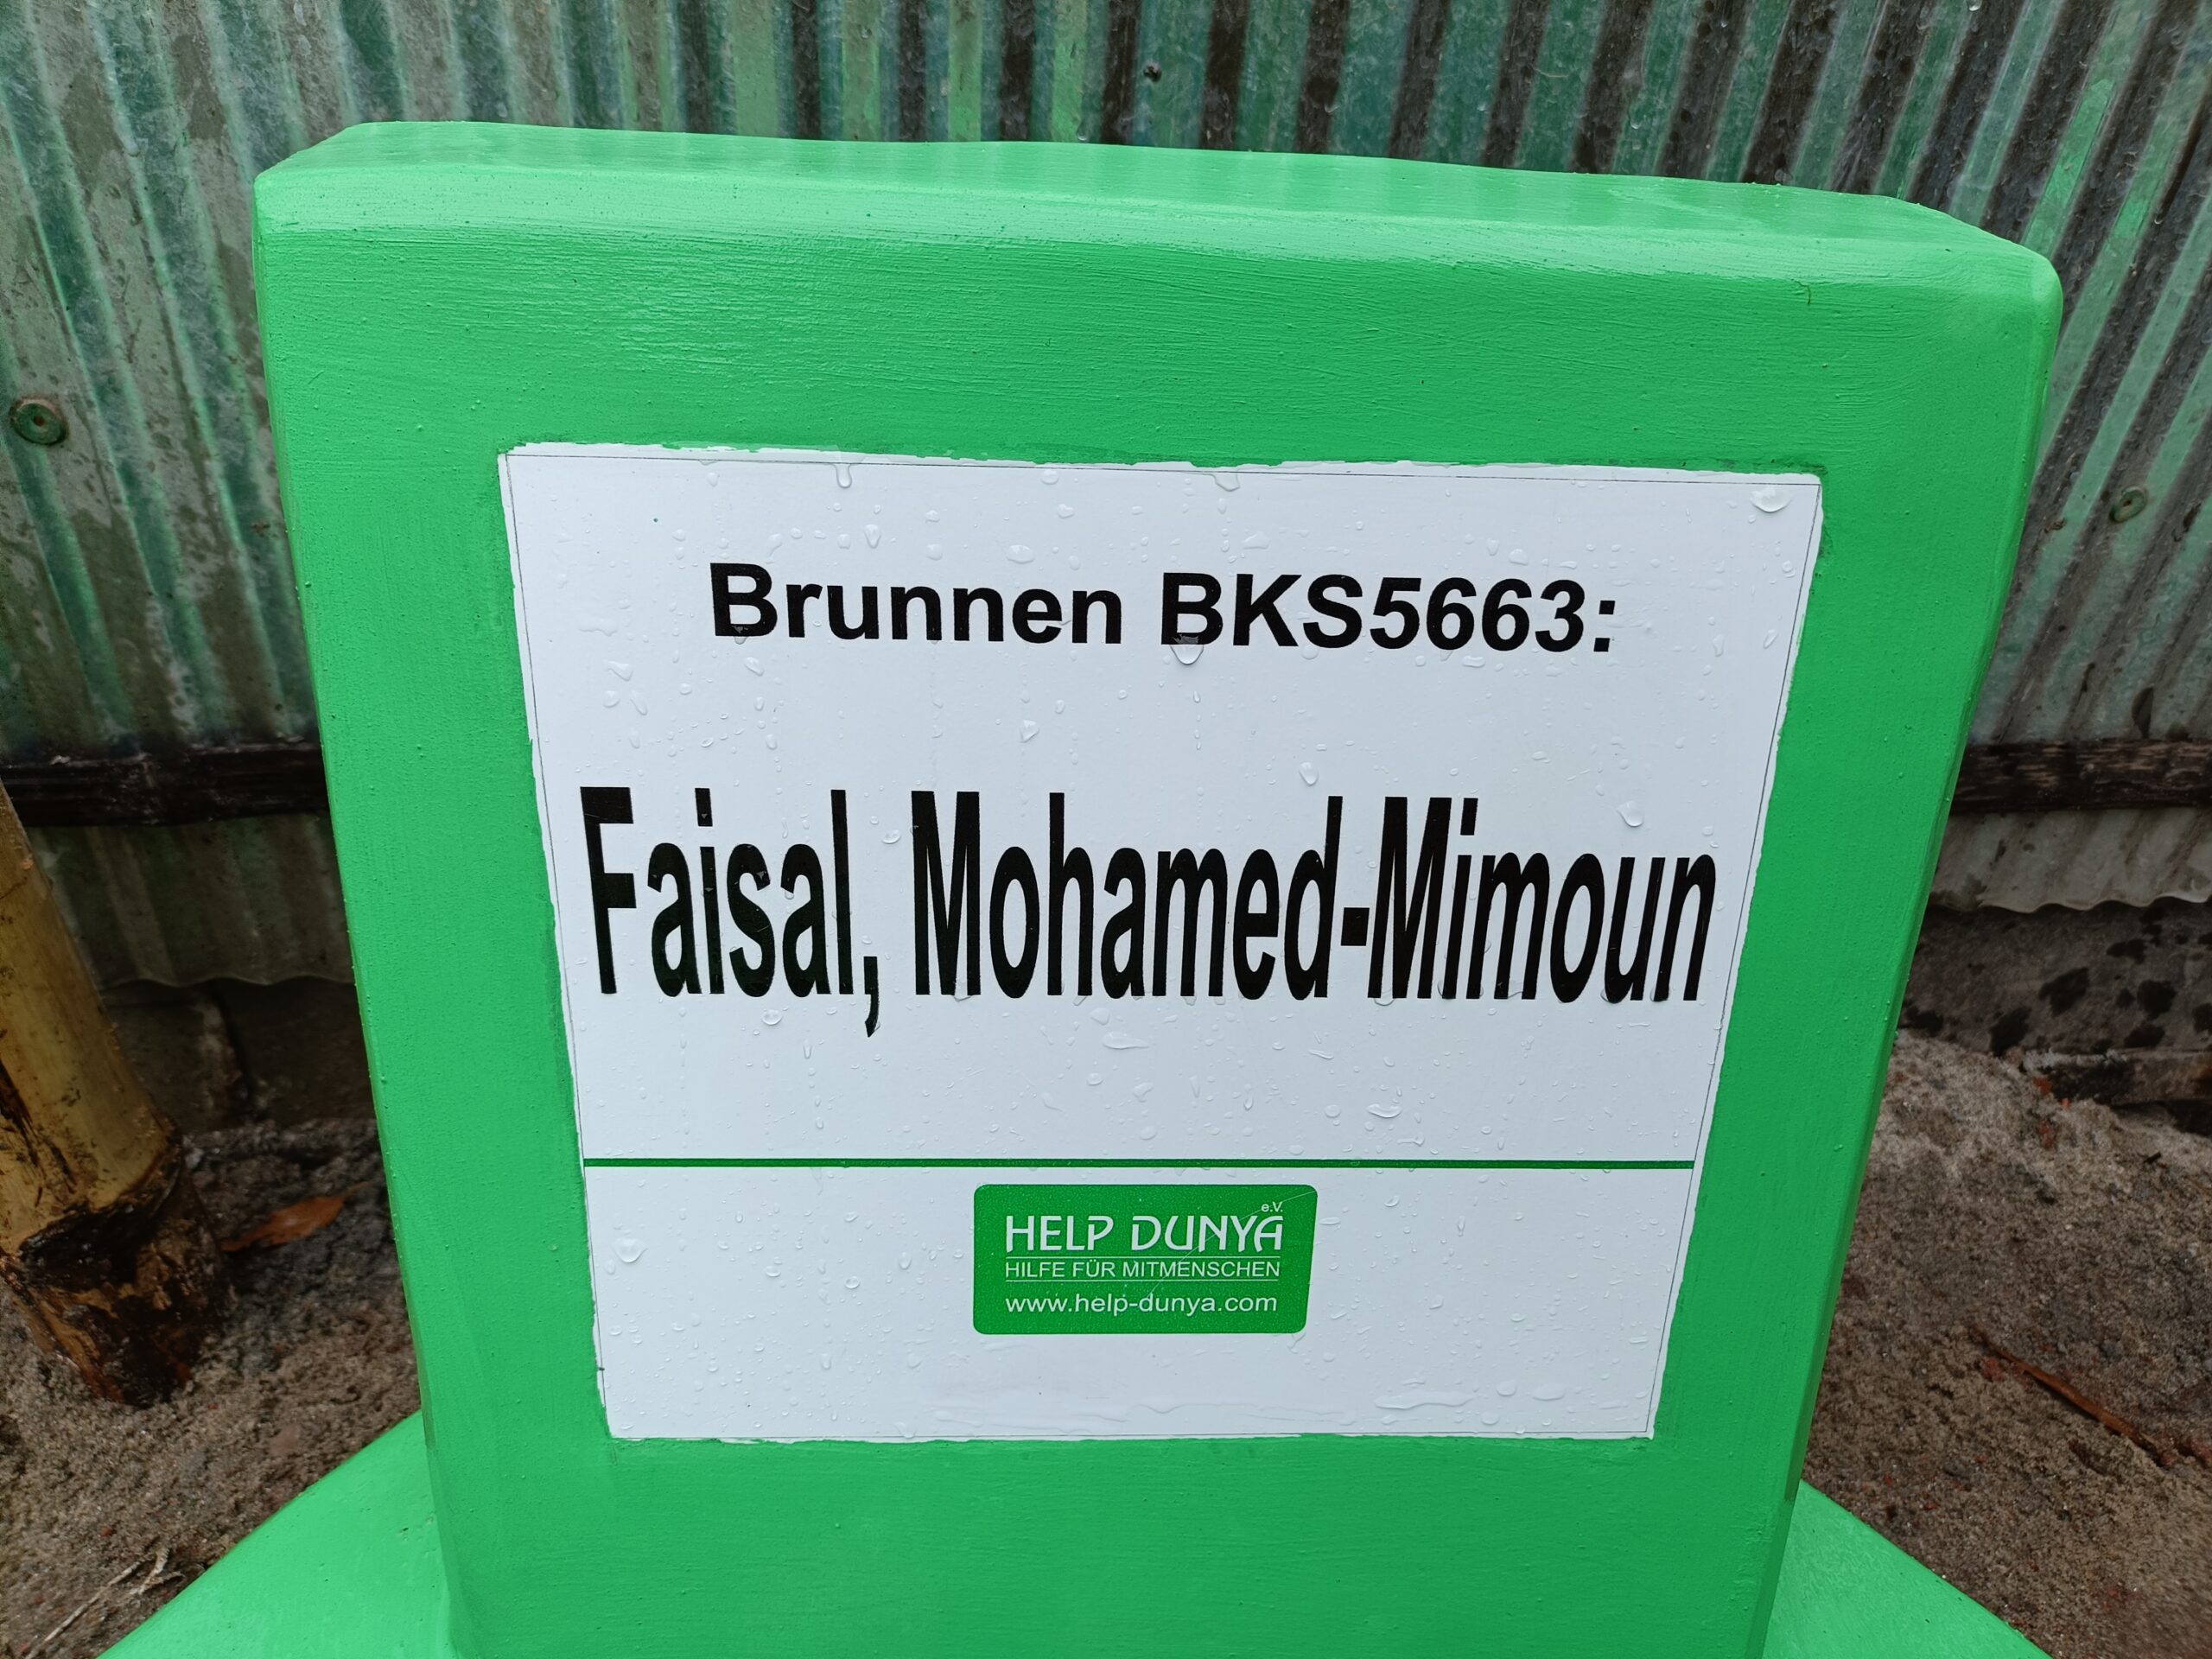 Brunnen BKS5663:
Faisal, Mohamed-Mimoun
HELP DUNYA e.V.
HILFE FÜR MITMENSCHEN
www.help-dunya.com